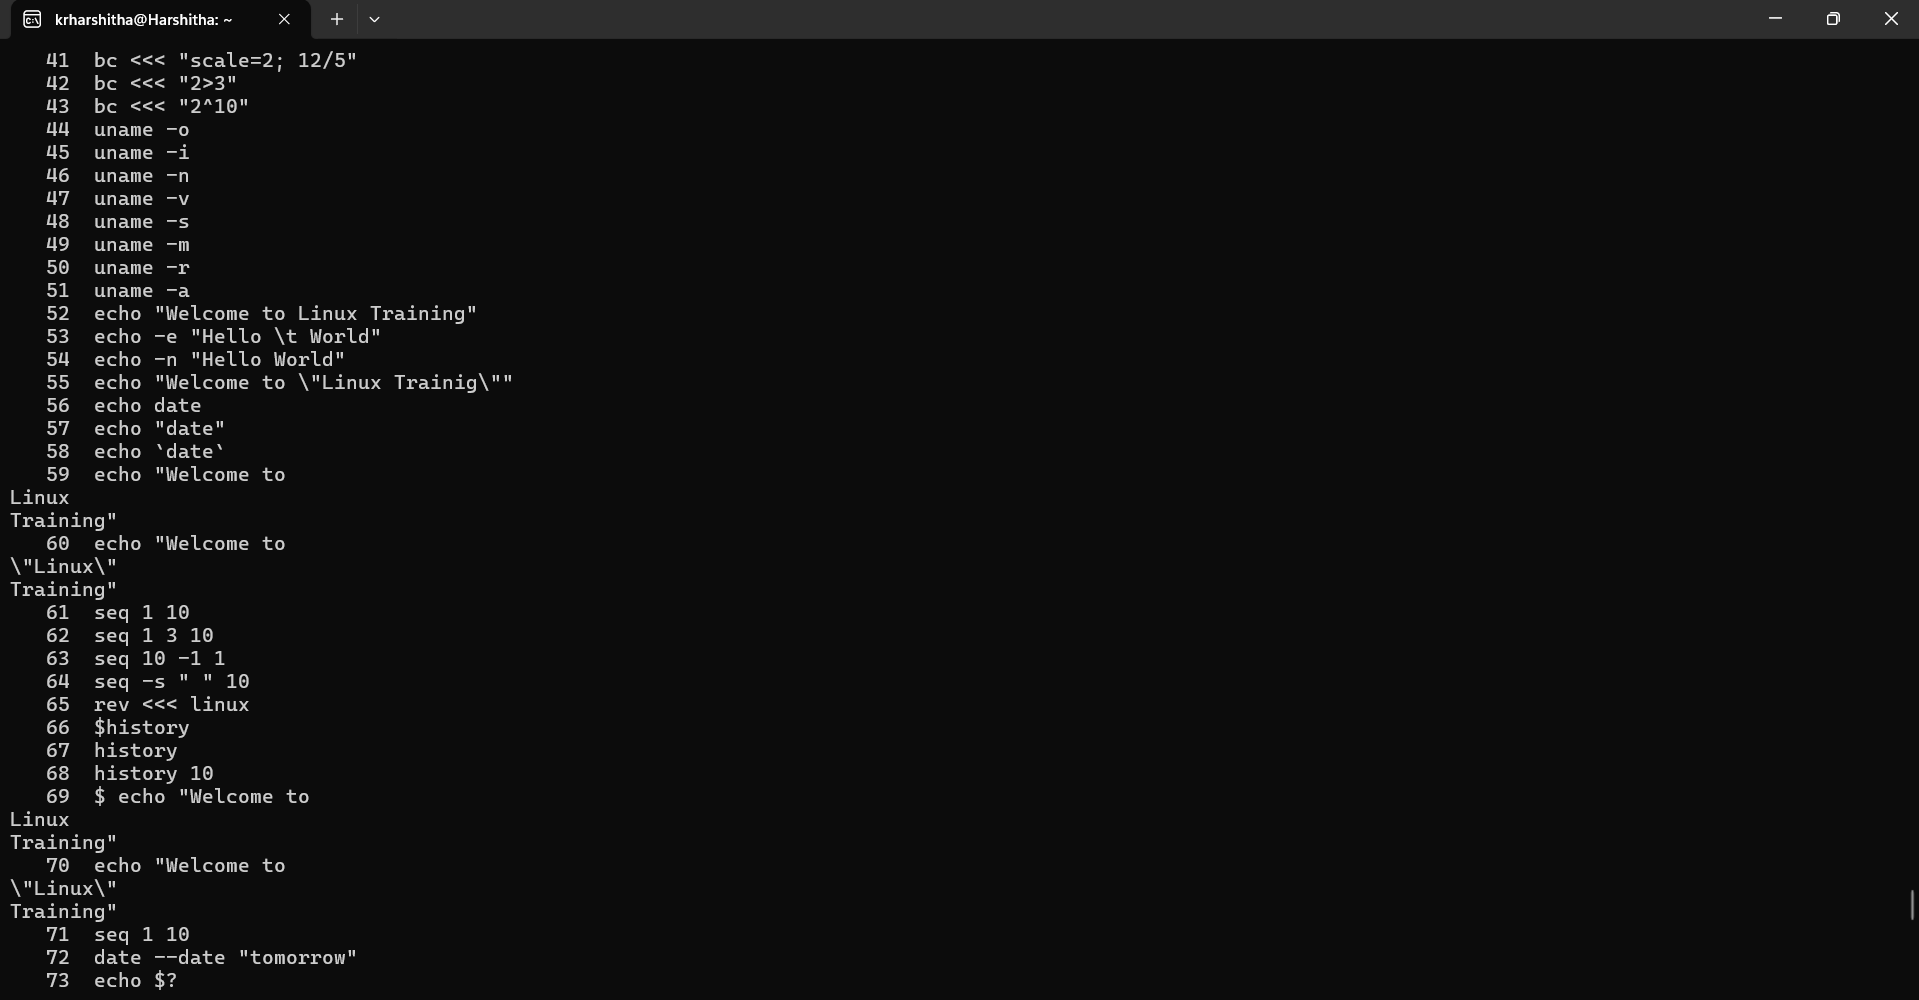 krharshitha@Harshitha: ~
41 bc <<< "scale=2; 12/5"
42 bc <<< "2>3"
43 bc <<< "2^10"
44 uname -o
45 uname -i
46 uname -n
47 uname -v
48 uname -s
49 uname -m
50 uname -r
51 uname -a
52 echo "Welcome to Linux Training"
53 echo -e "Hello \t World"
54 echo -n "Hello World"
55 echo "Welcome to \"Linux Trainig\""
56 echo date
57 echo "date"
58 echo `date`
59 echo "Welcome to
Linux
Training"
60 echo "Welcome to
\"Linux\"
Training"
61 seq 1 10
62 seq 1 3 10
63 seq 10 -1 1
64 seq -s " " 10
65 rev <<< linux
66 $history
67 history
68 history 10
69 $ echo "Welcome to
Linux
Training"
70 echo "Welcome to
\"Linux\"
Training"
71 seq 1 10
72 date --date "tomorrow"
73 echo $?